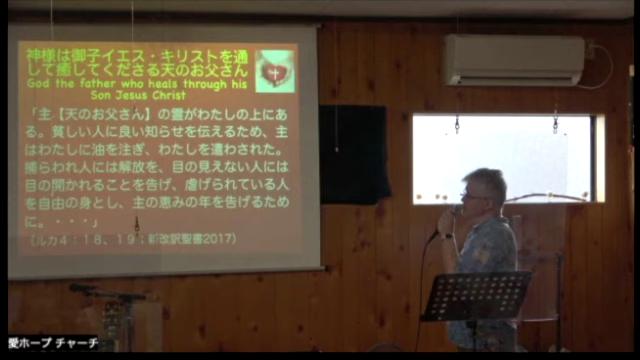 神様は御子イエス・キリストを通
して癒してくださる天のお父さん
God the father who heals through his
Son Jesus Christ
「主【天のお父さん】の霊がわたしの上にあ
る。貧しい人に良い知らせを伝えるため、主
はわたしに油を注ぎ、わたしを遣わされた。
捕らわれ人には解放を、目の見えない人には
目の開かれることを告げ、虐げられている人
を自由の身とし、主の恵みの年を告げるため
に。・・・」
（ルカ4：18、19；新改訳聖書2017）
愛ホープ チャーチ